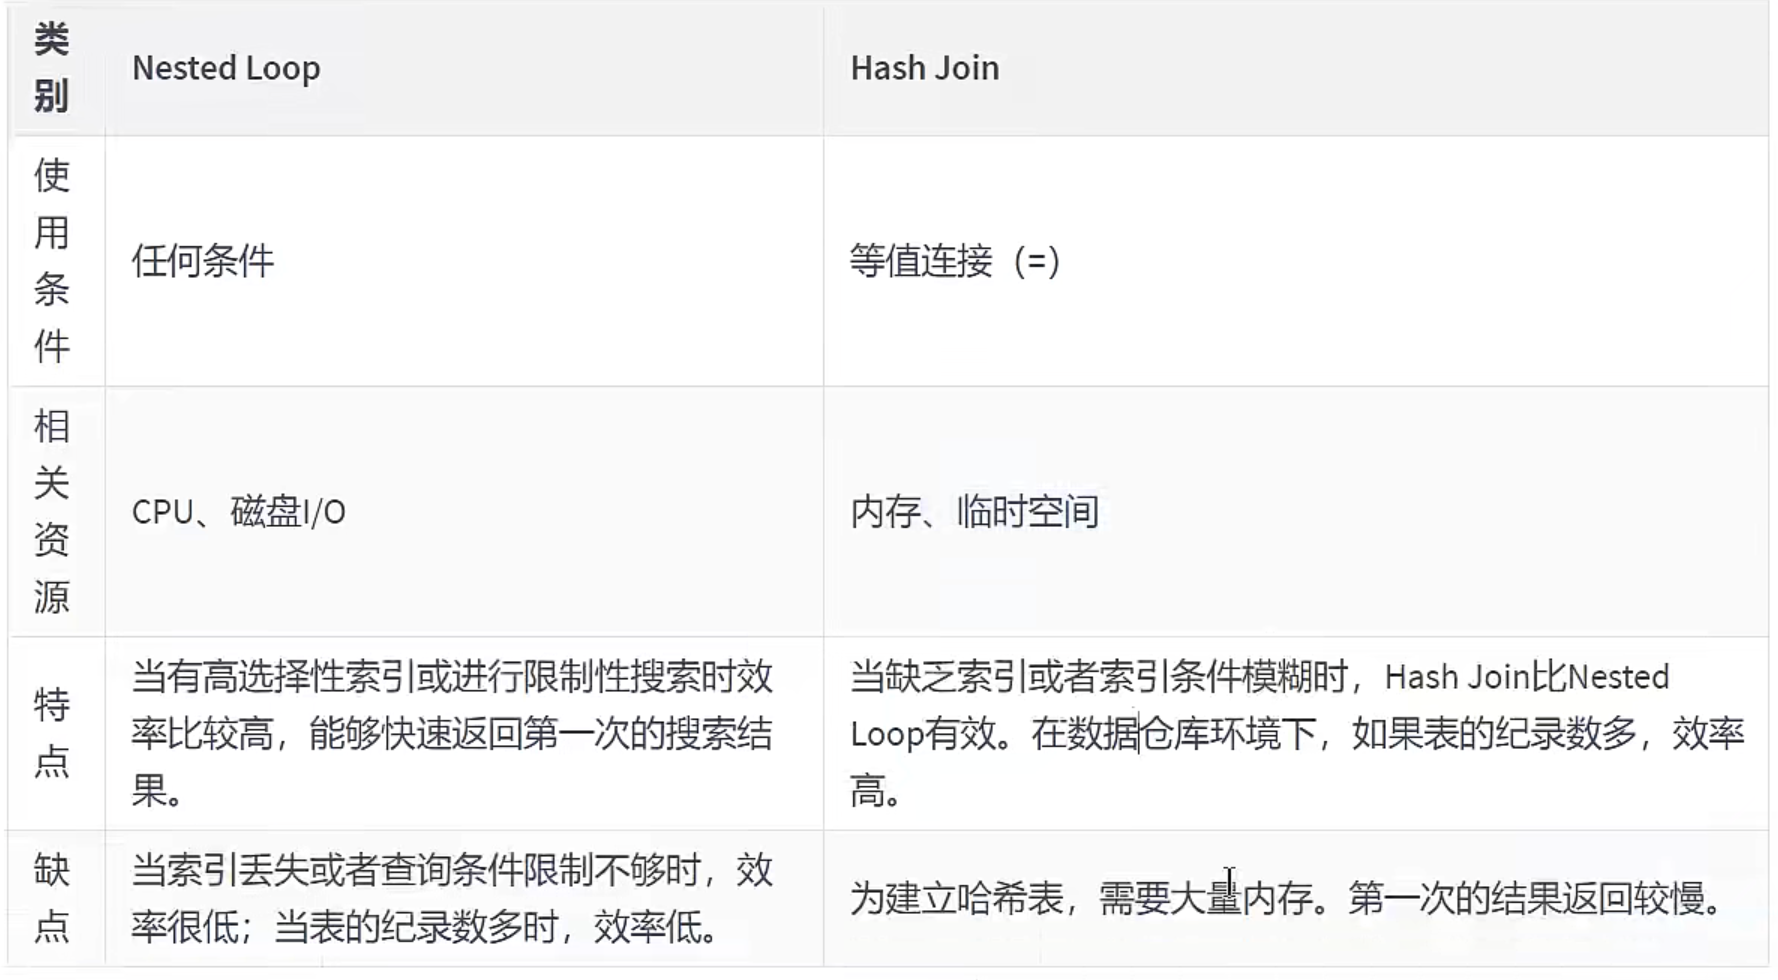 类别
Nested Loop
Hash Join
使用条件
任何条件
等值连接（=）
相关资源
CPU、磁盘I/O
内存、临时空间
特点
当有高选择性索引或进行限制性搜索时效
率比较高，能够快速返回第一次的搜索结
果。
当缺乏索引或者索引条件模糊时，Hash Join比Nested
Loop有效。在数据仓库环境下，如果表的纪录数多，效率
高。
缺点
当索引丢失或者查询条件限制不够时，效
率很低；当表的纪录数多时，效率低。
为建立哈希表，需要大量内存。第一次的结果返回较慢。